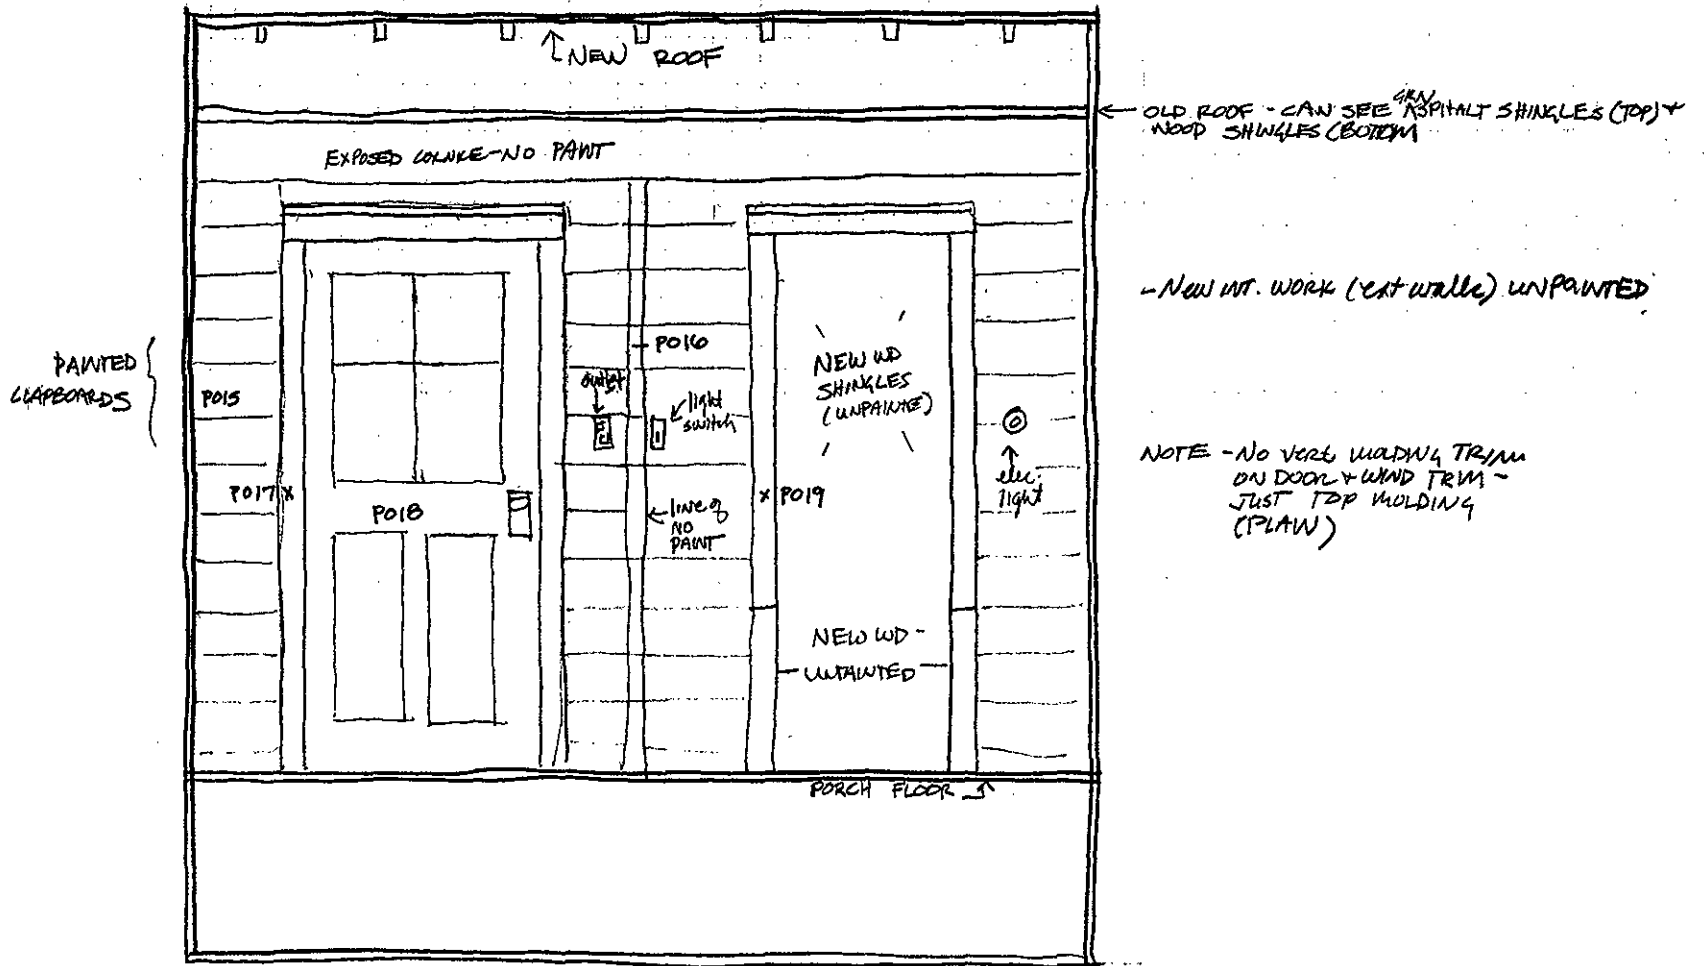 NEW ROOF
GRN
OLD ROOF - CAN SEE ASPHALT SHINGLES (TOP) +
WOOD SHINGLES (BOTTOM
EXPOSED CORNICE - NO PAINT
- NEW INT. WORK (ext walls) UNPAINTED
PAINTED
CLAPBOARDS
P015
P016
outlet
light
switch
NEW WD
SHINGLES
(UNPAINTE)
elec.
light
NOTE - NO VERT MOLDING TRIM
ON DOOR + WIND TRIM -
JUST TOP MOLDING
(PLAIN)
P017
P018
line of
NO
PAINT
P019
NEW WD -
UNPAINTED
PORCH FLOOR